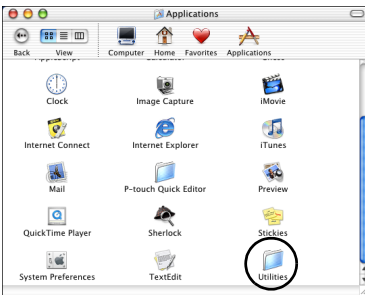 Applications
Back View Computer Home Favorites Applications
Clock Image Capture iMovie
Internet Connect Internet Explorer iTunes
Mail P-touch Quick Editor Preview
QuickTime Player Sherlock Stickies
System Preferences TextEdit Utilities